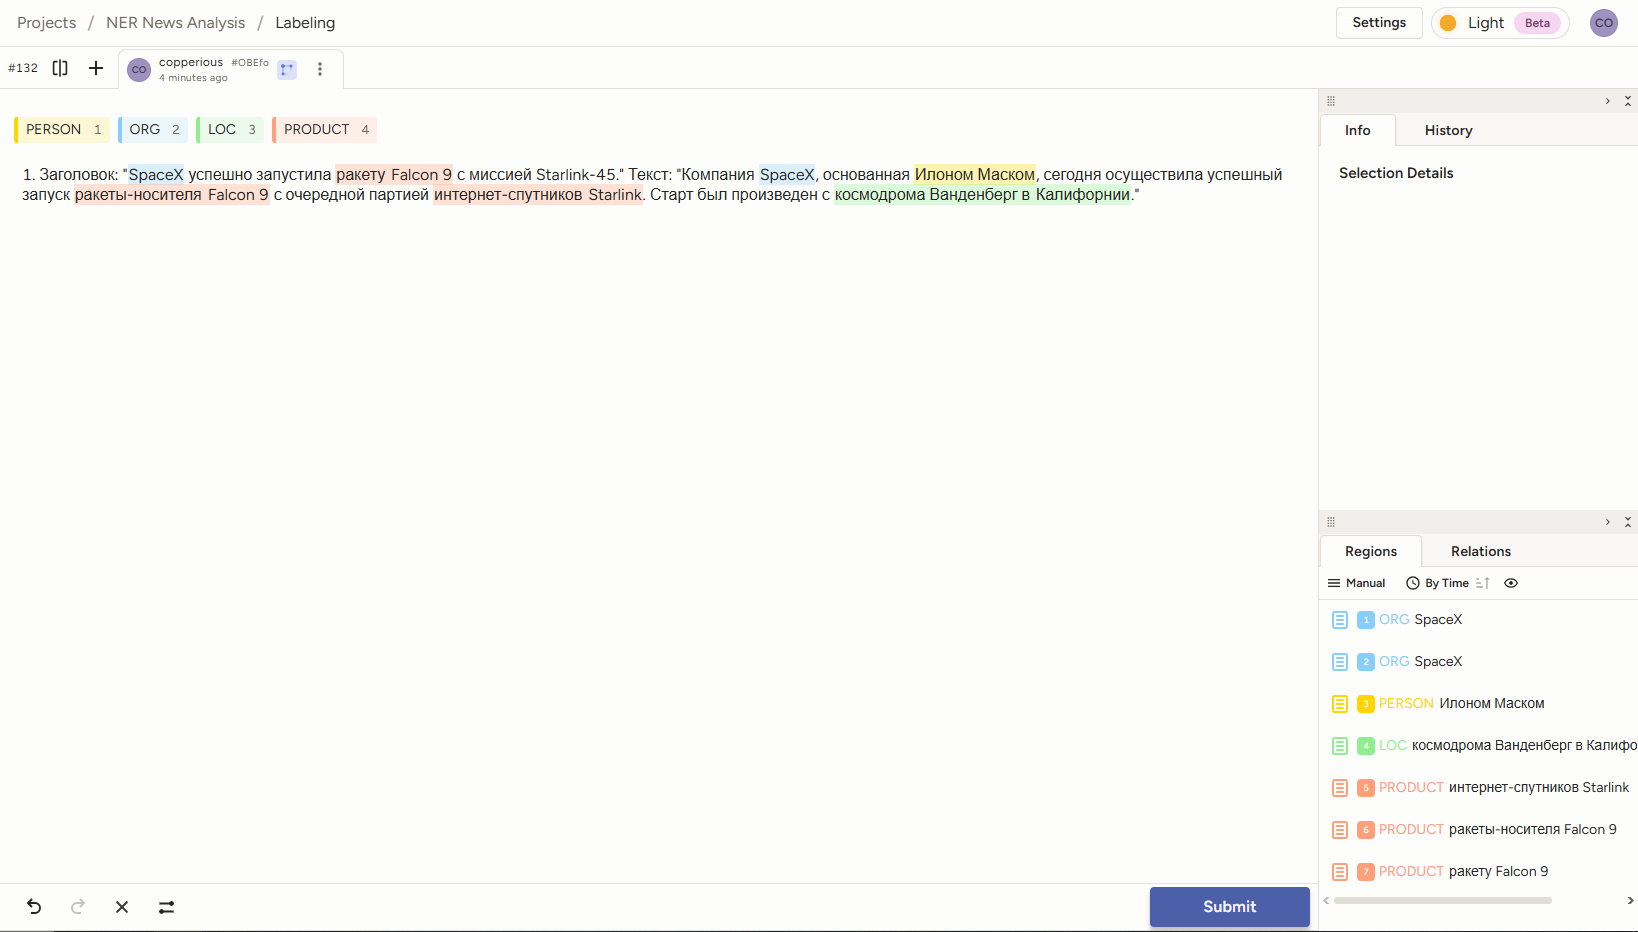 Projects / NER News Analysis / Labeling
Settings
Light Beta
CO
#132
CO copperious #OBEfo
4 minutes ago
PERSON 1 ORG 2 LOC 3 PRODUCT 4
1. Заголовок: "SpaceX успешно запустила ракету Falcon 9 с миссией Starlink-45." Текст: "Компания SpaceX, основанная Илоном Маском, сегодня осуществила успешный
запуск ракеты-носителя Falcon 9 с очередной партией интернет-спутников Starlink. Старт был произведен с космодрома Ванденберг в Калифорнии."
Info History
Selection Details
Regions Relations
Manual By Time
1 ORG SpaceX
2 ORG SpaceX
3 PERSON Илоном Маском
4 LOC космодрома Ванденберг в Калифо
5 PRODUCT интернет-спутников Starlink
6 PRODUCT ракеты-носителя Falcon 9
7 PRODUCT ракету Falcon 9
Submit